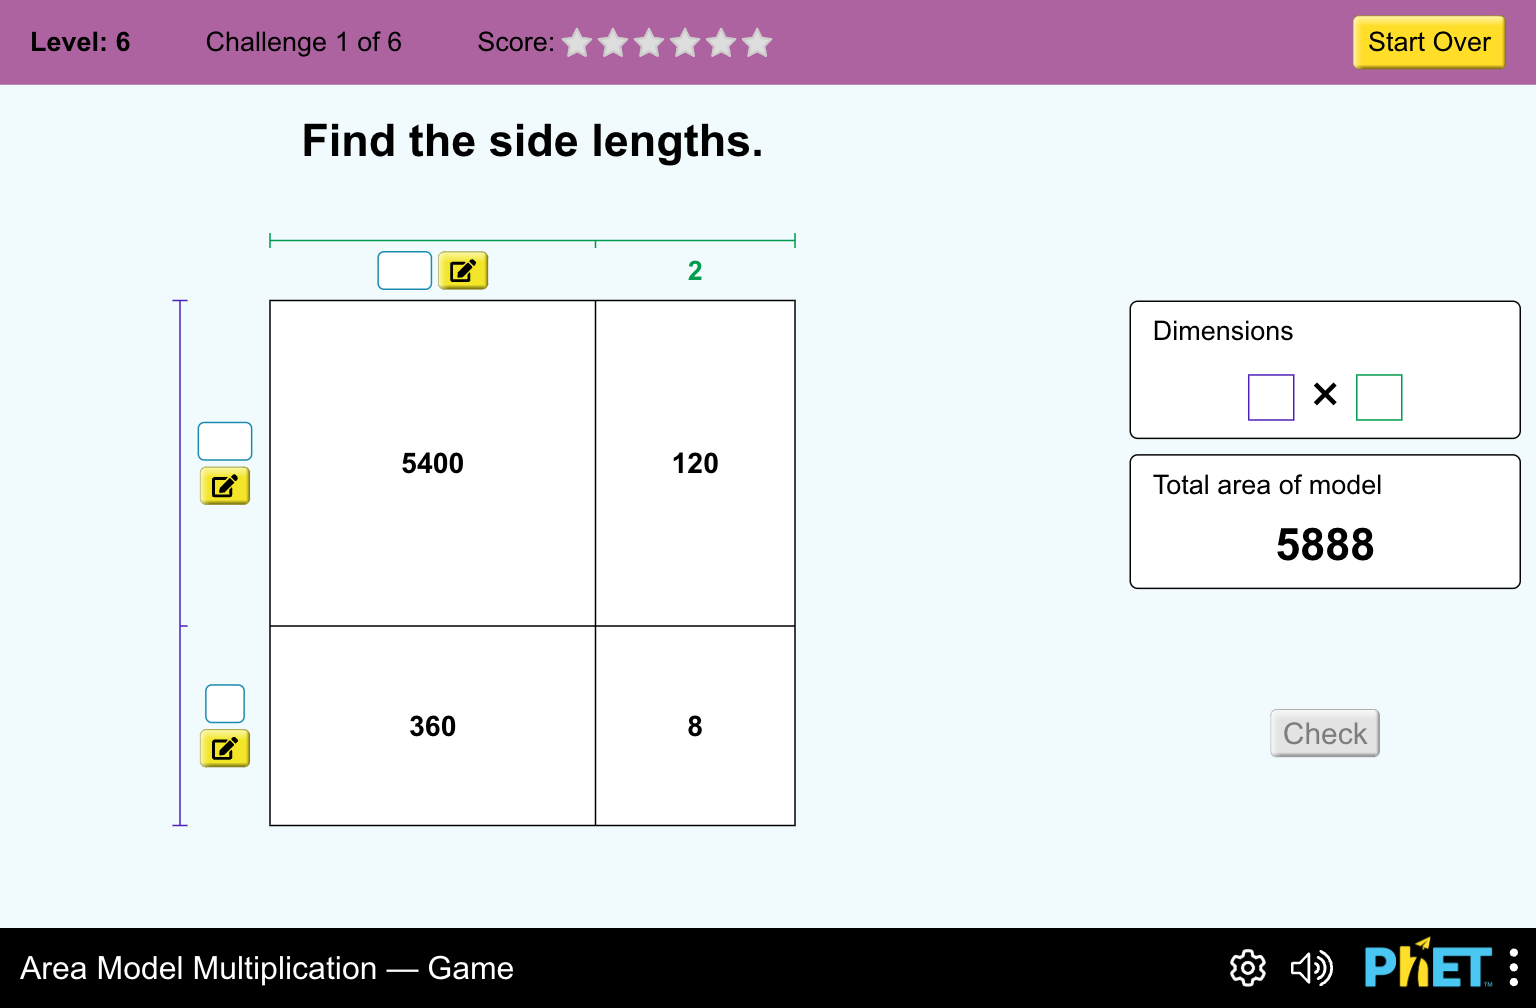 Level: 6 Challenge 1 of 6 Score: Start Over
Find the side lengths.
2
5400 120
360 8
Dimensions
×
Total area of model
5888
Check
Area Model Multiplication — Game PhET™